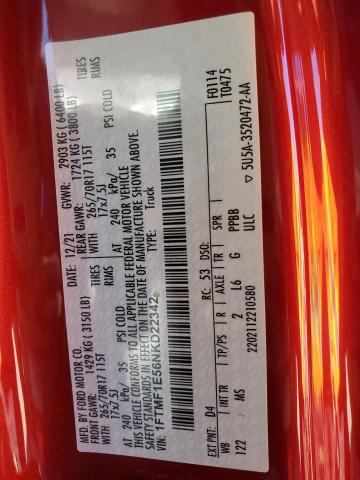 MFD. BY FORD MOTOR CO.
DATE: 12/21 GVWR: 2903 KG ( 6400 LB)
FRONT GAWR: 1429 KG ( 3150 LB) REAR GAWR: 1724 KG ( 3800 LB)
265/70R17 115T TIRES WITH 265/70R17 115T TIRES
17x7.5J RIMS 17x7.5J RIMS
AT 240 kPa/ 35 PSI COLD AT 240 kPa/ 35 PSI COLD
THIS VEHICLE CONFORMS TO ALL APPLICABLE FEDERAL MOTOR VEHICLE
SAFETY STANDARDS IN EFFECT ON THE DATE OF MANUFACTURE SHOWN ABOVE.
VIN: 1FTMF1E56NKD22342 TYPE: Truck
F0114
T0475
EXT PNT: D4 RC: 53 DSO:
WB INT TR TP/PS R AXLE TR SPR
122 MS 2 L6 G PPBB
ULC
2202112210580 ▽ 5U5A-3520472-AA